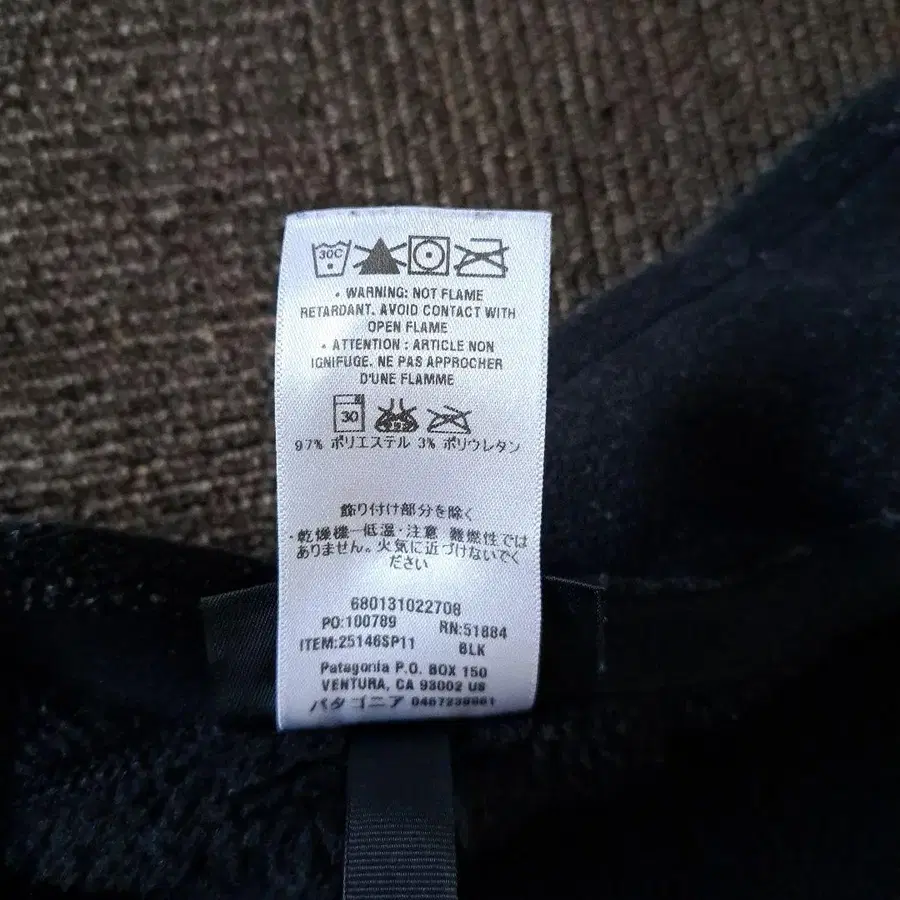 30C
• WARNING: NOT FLAME
RETARDANT. AVOID CONTACT WITH
OPEN FLAME
• ATTENTION : ARTICLE NON
IGNIFUGE. NE PAS APPROCHER
D'UNE FLAMME
30
97% ポリエステル 3% ポリウレタン
飾り付け部分を除く
・乾燥機―低温・注意 難燃性では
ありません。火気に近づけないでく
ださい
680131022708
PO:100789 RN:51884
ITEM:25146SP11 BLK
Patagonia P.O. BOX 150
VENTURA, CA 93002 US
パタゴニア